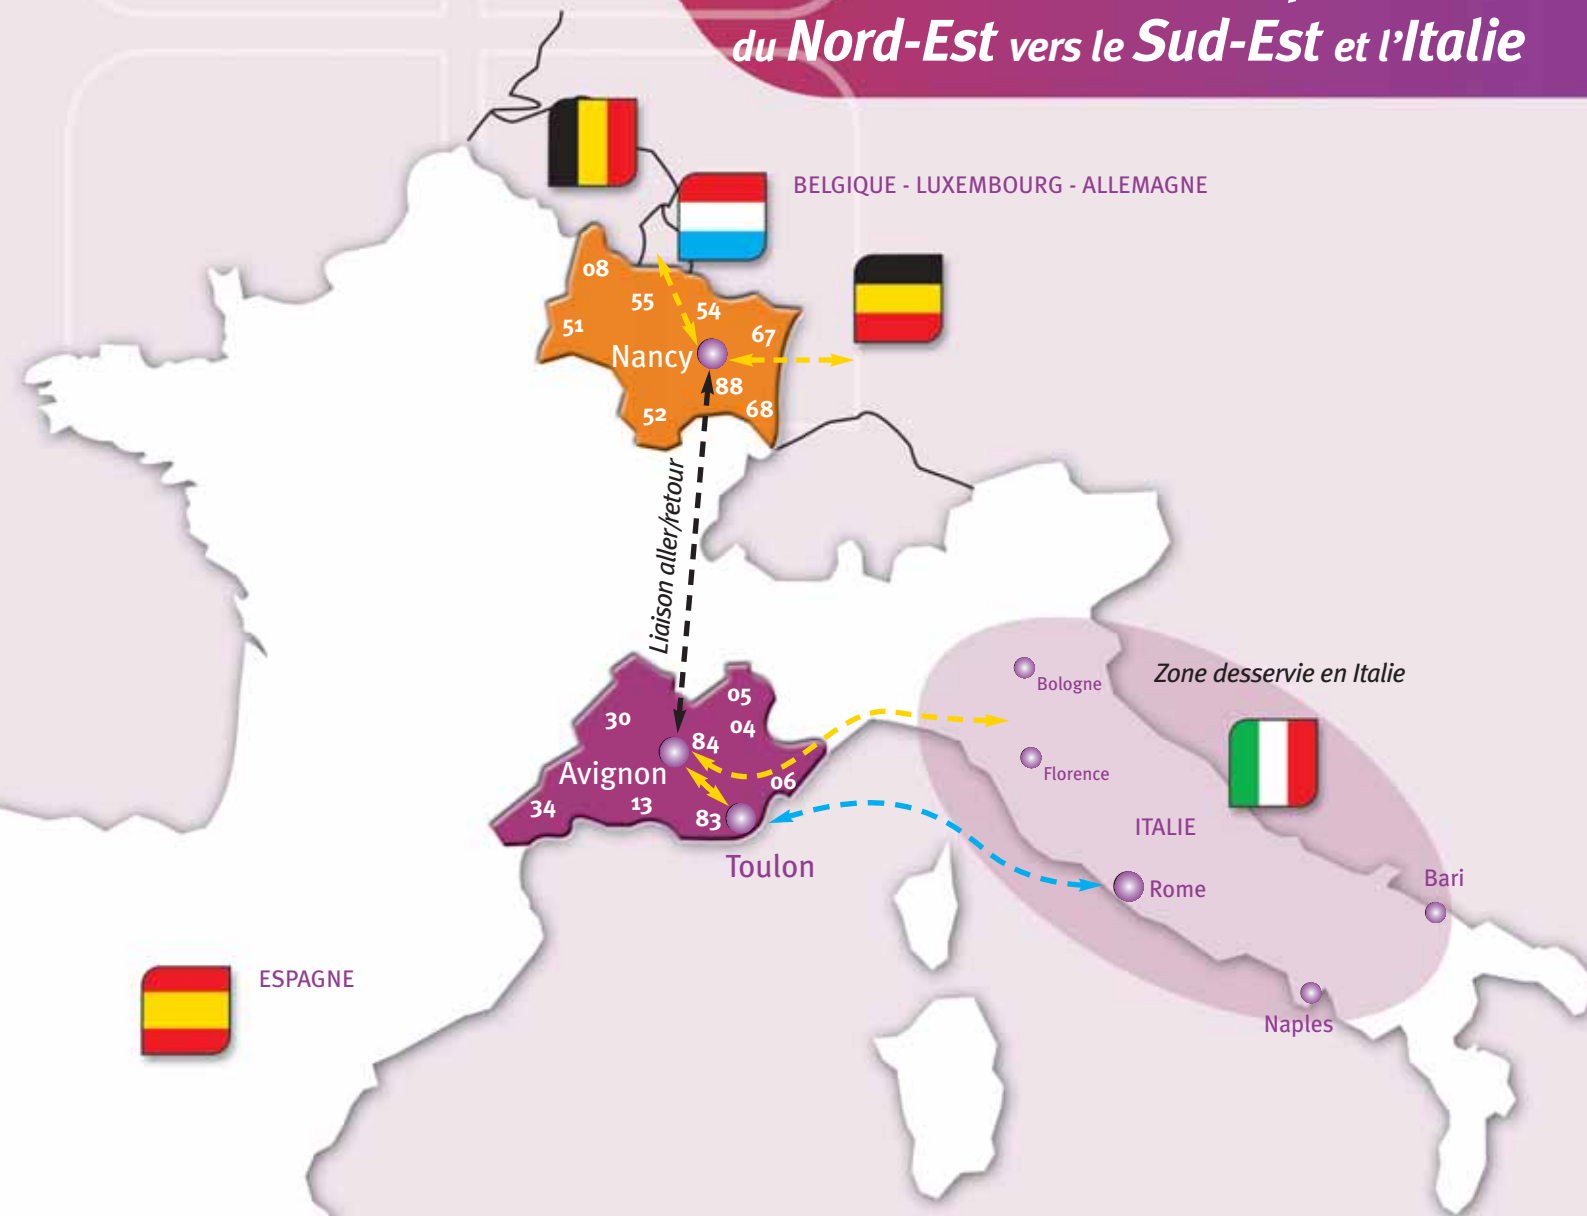 du Nord-Est vers le Sud-Est et l'Italie
BELGIQUE - LUXEMBOURG - ALLEMAGNE
08
55
54
51
67
Nancy
88
52
68
Liaison aller/retour
05
30
04
84
Avignon
06
34
13
83
Toulon
Zone desservie en Italie
Bologne
Florence
ITALIE
Rome
Bari
Naples
ESPAGNE